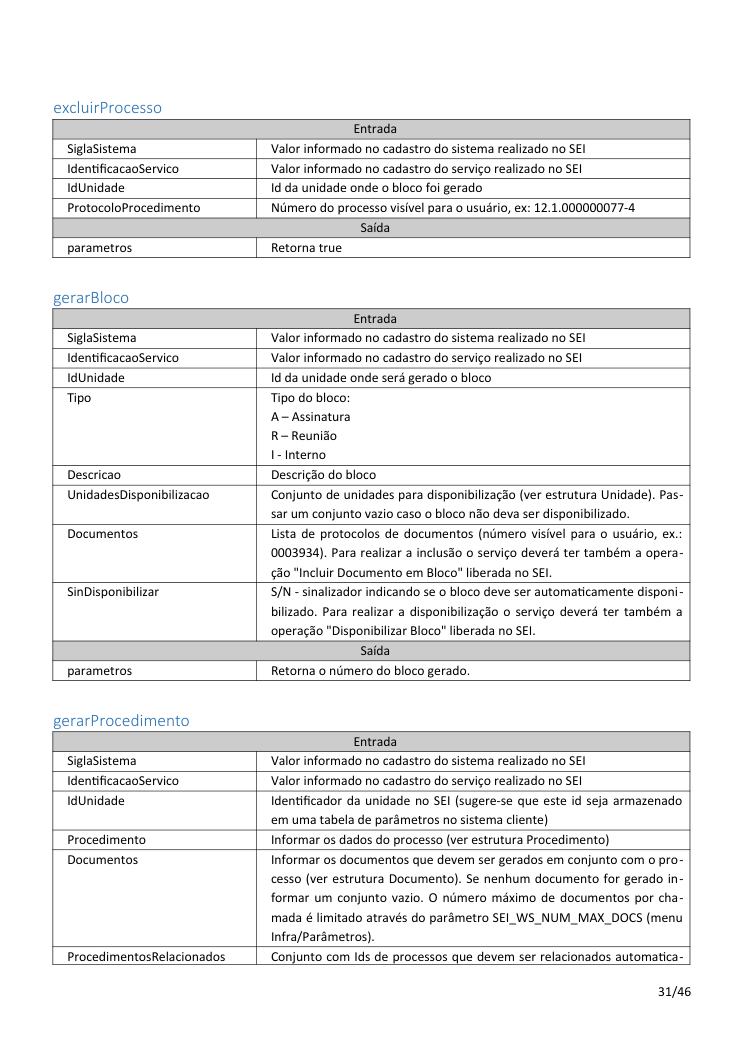 excluirProcesso
Entrada
SiglaSistema Valor informado no cadastro do sistema realizado no SEI
IdentificacaoServico Valor informado no cadastro do serviço realizado no SEI
IdUnidade Id da unidade onde o bloco foi gerado
ProtocoloProcedimento Número do processo visível para o usuário, ex: 12.1.000000077-4
Saída
parametros Retorna true
gerarBloco
Entrada
SiglaSistema Valor informado no cadastro do sistema realizado no SEI
IdentificacaoServico Valor informado no cadastro do serviço realizado no SEI
IdUnidade Id da unidade onde será gerado o bloco
Tipo Tipo do bloco:
A – Assinatura
R – Reunião
I - Interno
Descricao Descrição do bloco
UnidadesDisponibilizacao Conjunto de unidades para disponibilização (ver estrutura Unidade). Pas-
sar um conjunto vazio caso o bloco não deva ser disponibilizado.
Documentos Lista de protocolos de documentos (número visível para o usuário, ex.:
0003934). Para realizar a inclusão o serviço deverá ter também a opera-
ção "Incluir Documento em Bloco" liberada no SEI.
SinDisponibilizar S/N - sinalizador indicando se o bloco deve ser automaticamente disponi-
bilizado. Para realizar a disponibilização o serviço deverá ter também a
operação "Disponibilizar Bloco" liberada no SEI.
Saída
parametros Retorna o número do bloco gerado.
gerarProcedimento
Entrada
SiglaSistema Valor informado no cadastro do sistema realizado no SEI
IdentificacaoServico Valor informado no cadastro do serviço realizado no SEI
IdUnidade Identificador da unidade no SEI (sugere-se que este id seja armazenado
em uma tabela de parâmetros no sistema cliente)
Procedimento Informar os dados do processo (ver estrutura Procedimento)
Documentos Informar os documentos que devem ser gerados em conjunto com o pro-
cesso (ver estrutura Documento). Se nenhum documento for gerado in-
formar um conjunto vazio. O número máximo de documentos por cha-
mada é limitado através do parâmetro SEI_WS_NUM_MAX_DOCS (menu
Infra/Parâmetros).
ProcedimentosRelacionados Conjunto com Ids de processos que devem ser relacionados automatica-
31/46